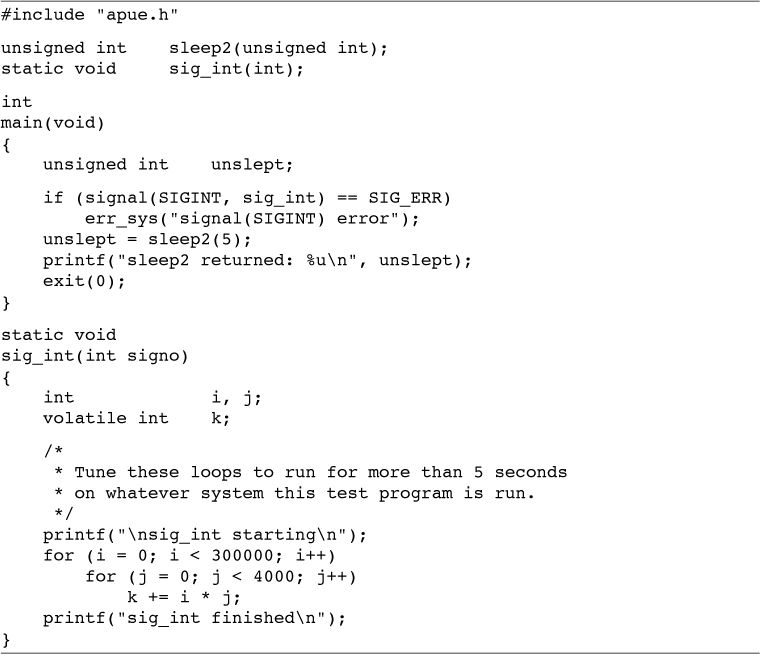 #include "apue.h"
unsigned int    sleep2(unsigned int);
static void     sig_int(int);
int
main(void)
{
    unsigned int    unslept;
    if (signal(SIGINT, sig_int) == SIG_ERR)
        err_sys("signal(SIGINT) error");
    unslept = sleep2(5);
    printf("sleep2 returned: %u\n", unslept);
    exit(0);
}
static void
sig_int(int signo)
{
    int             i, j;
    volatile int    k;
    /*
     * Tune these loops to run for more than 5 seconds
     * on whatever system this test program is run.
     */
    printf("\nsig_int starting\n");
    for (i = 0; i < 300000; i++)
        for (j = 0; j < 4000; j++)
            k += i * j;
    printf("sig_int finished\n");
}